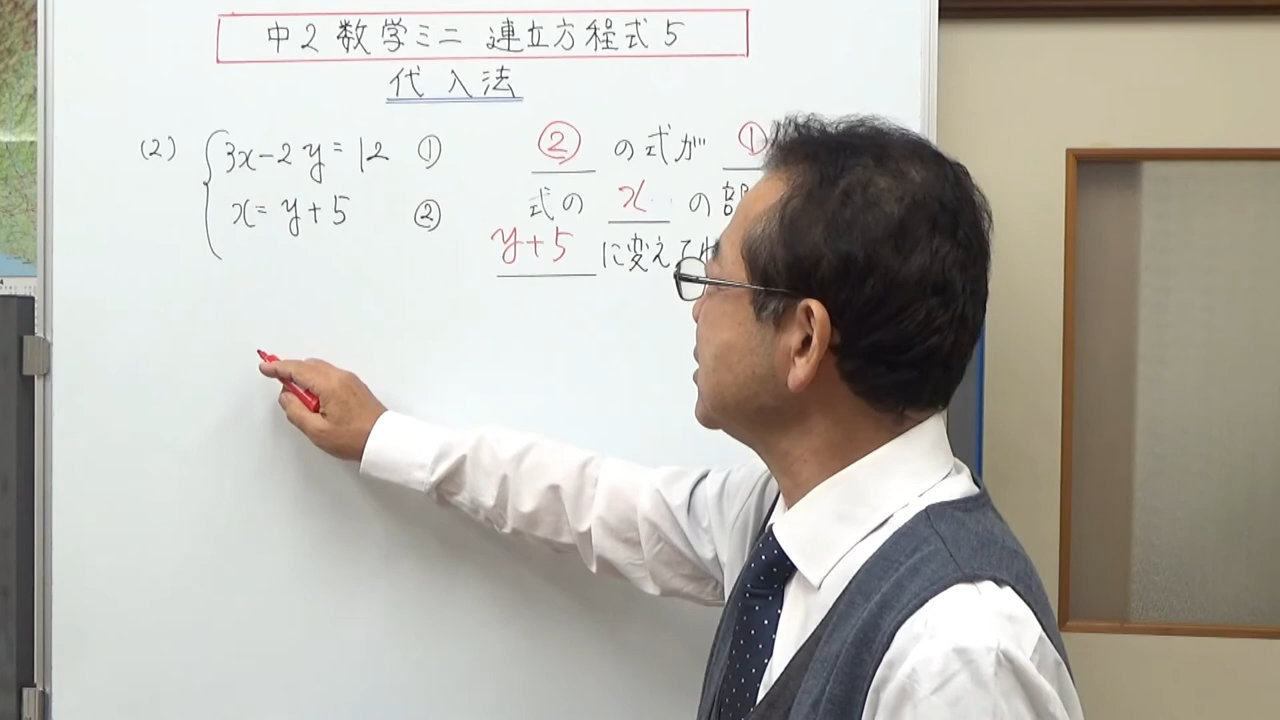 中2 数学ミニ 連立方程式 5
代入法
(2) 3x-2y=12 ①
x=y+5 ②
② の式が ①
式の x の
y+5 に変えて